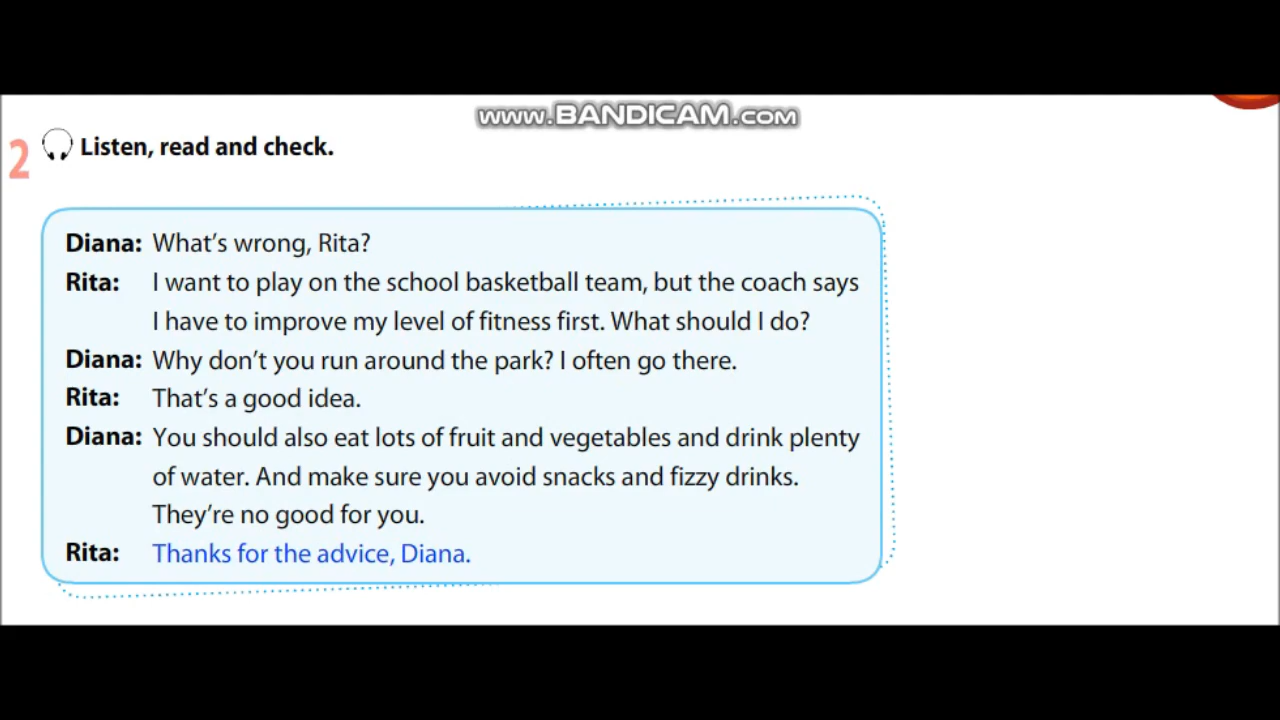 www.BANDICAM.com
2 Listen, read and check.
Diana: What's wrong, Rita?
Rita: I want to play on the school basketball team, but the coach says
I have to improve my level of fitness first. What should I do?
Diana: Why don't you run around the park? I often go there.
Rita: That's a good idea.
Diana: You should also eat lots of fruit and vegetables and drink plenty
of water. And make sure you avoid snacks and fizzy drinks.
They're no good for you.
Rita: Thanks for the advice, Diana.